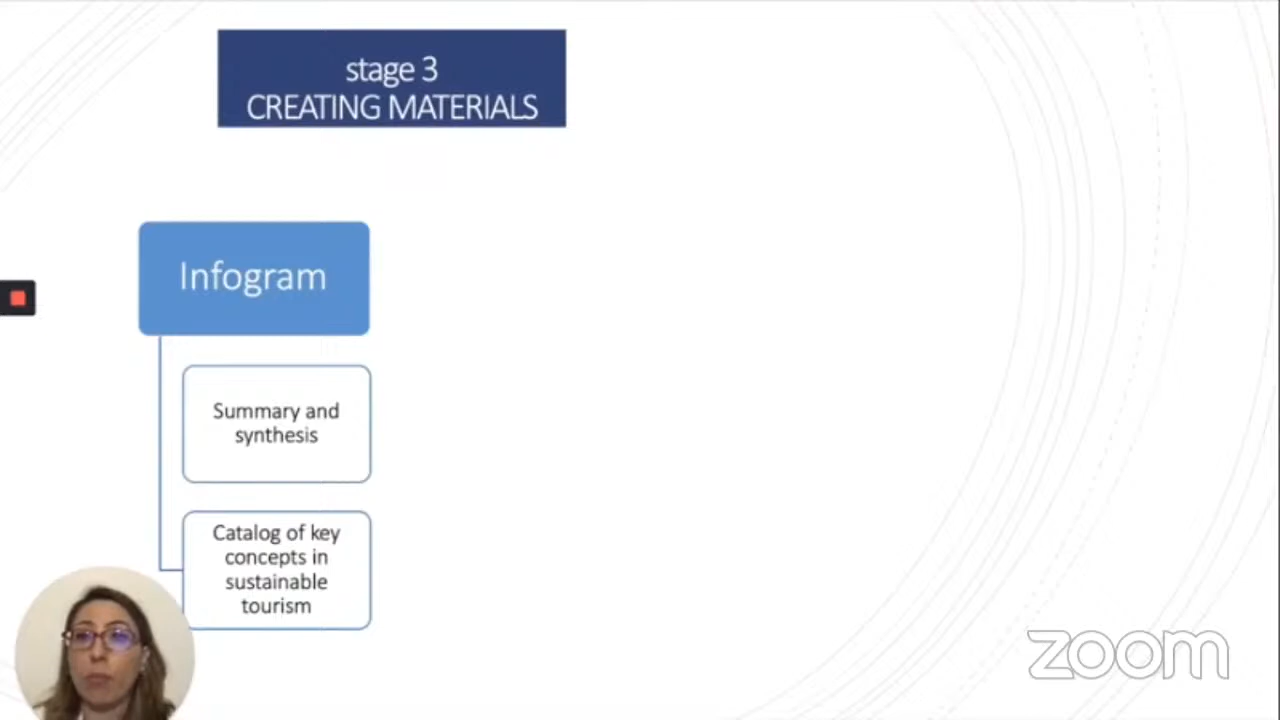 stage 3
CREATING MATERIALS
Infogram
Summary and
synthesis
Catalog of key
concepts in
sustainable
tourism
zoom